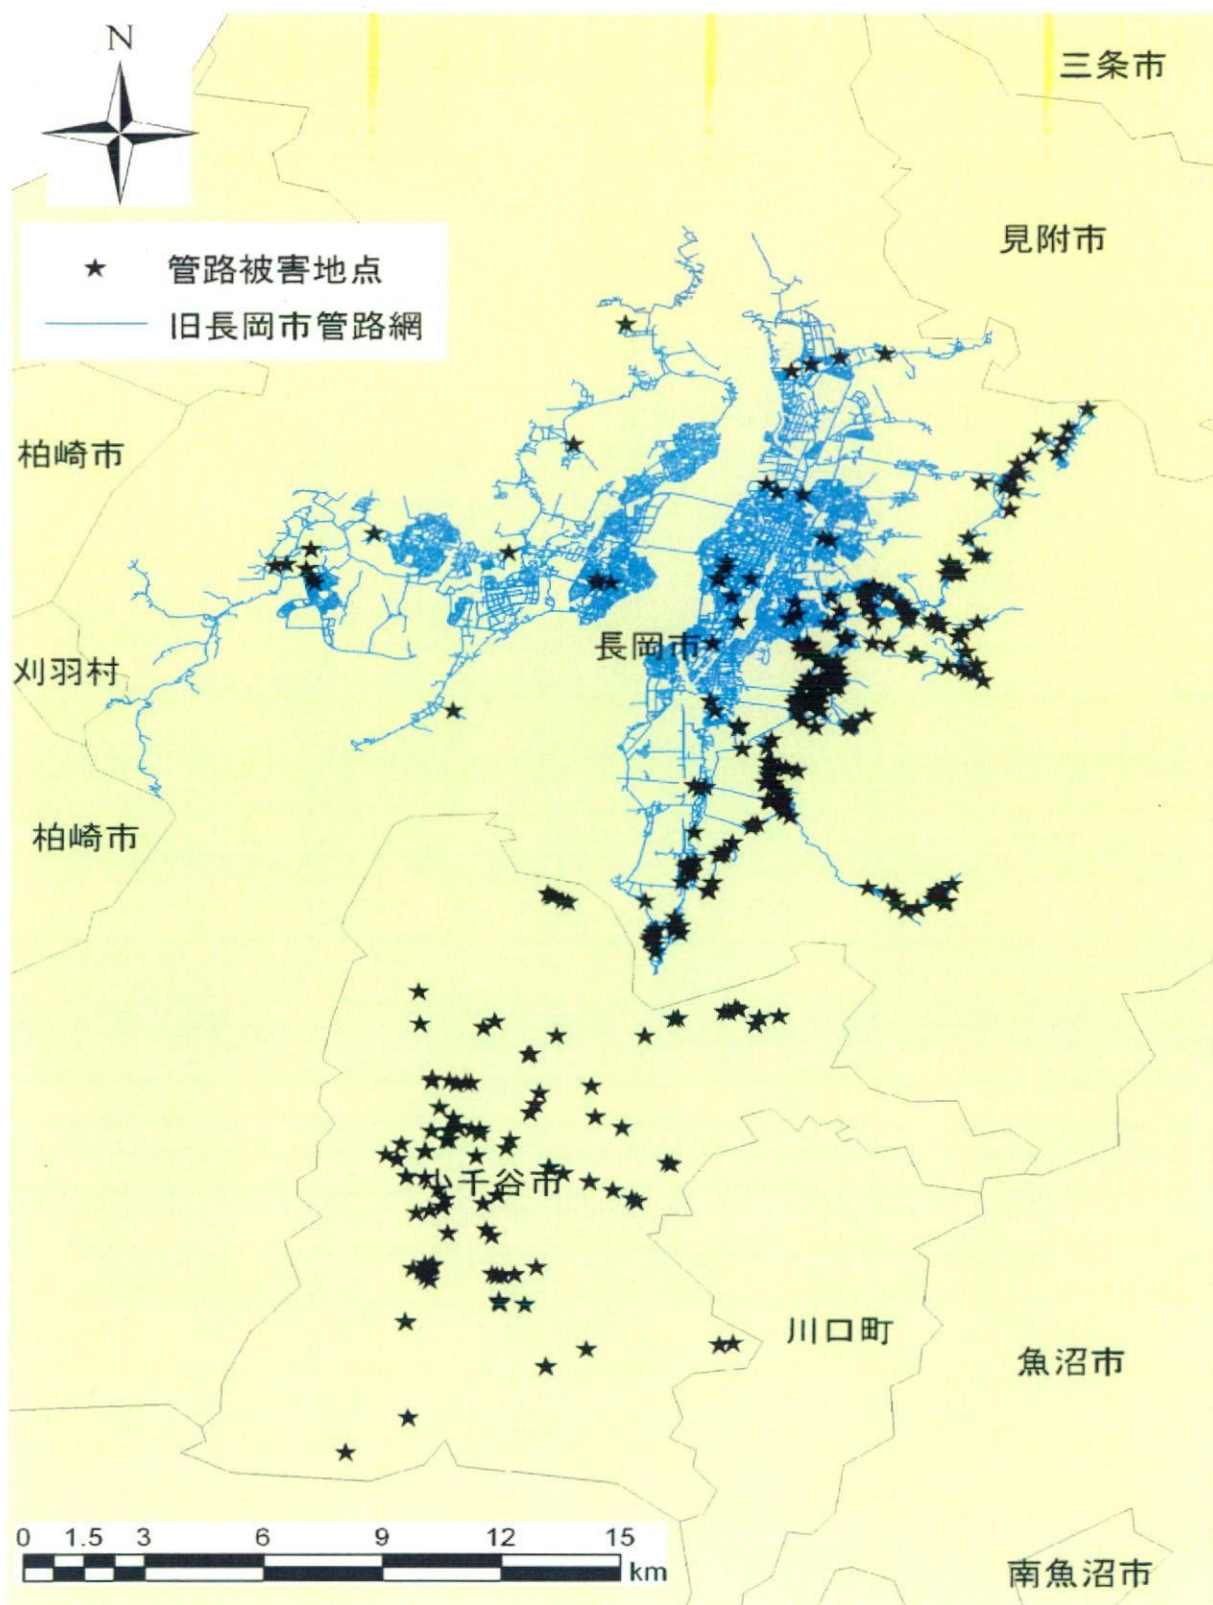 N
三条市
見附市
管路被害地点
旧長岡市管路網
柏崎市
長岡市
刈羽村
柏崎市
小千谷市
川口町
魚沼市
0 1.5 3 6 9 12 15
km
南魚沼市